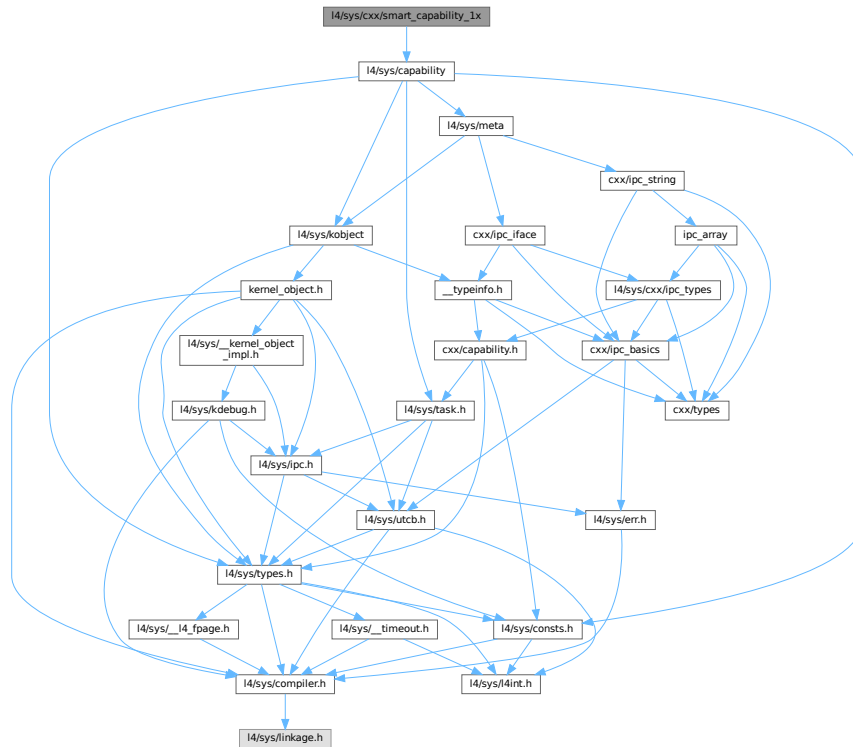 l4/sys/cxx/smart_capability_1x
l4/sys/capability
l4/sys/meta
cxx/ipc_string
l4/sys/kobject
cxx/ipc_iface
ipc_array
kernel_object.h
__typeinfo.h
l4/sys/cxx/ipc_types
l4/sys/__kernel_object
_impl.h
cxx/capability.h
cxx/ipc_basics
l4/sys/kdebug.h
l4/sys/task.h
cxx/types
l4/sys/ipc.h
l4/sys/utcb.h
l4/sys/err.h
l4/sys/types.h
l4/sys/__l4_fpage.h
l4/sys/__timeout.h
l4/sys/consts.h
l4/sys/compiler.h
l4/sys/l4int.h
l4/sys/linkage.h